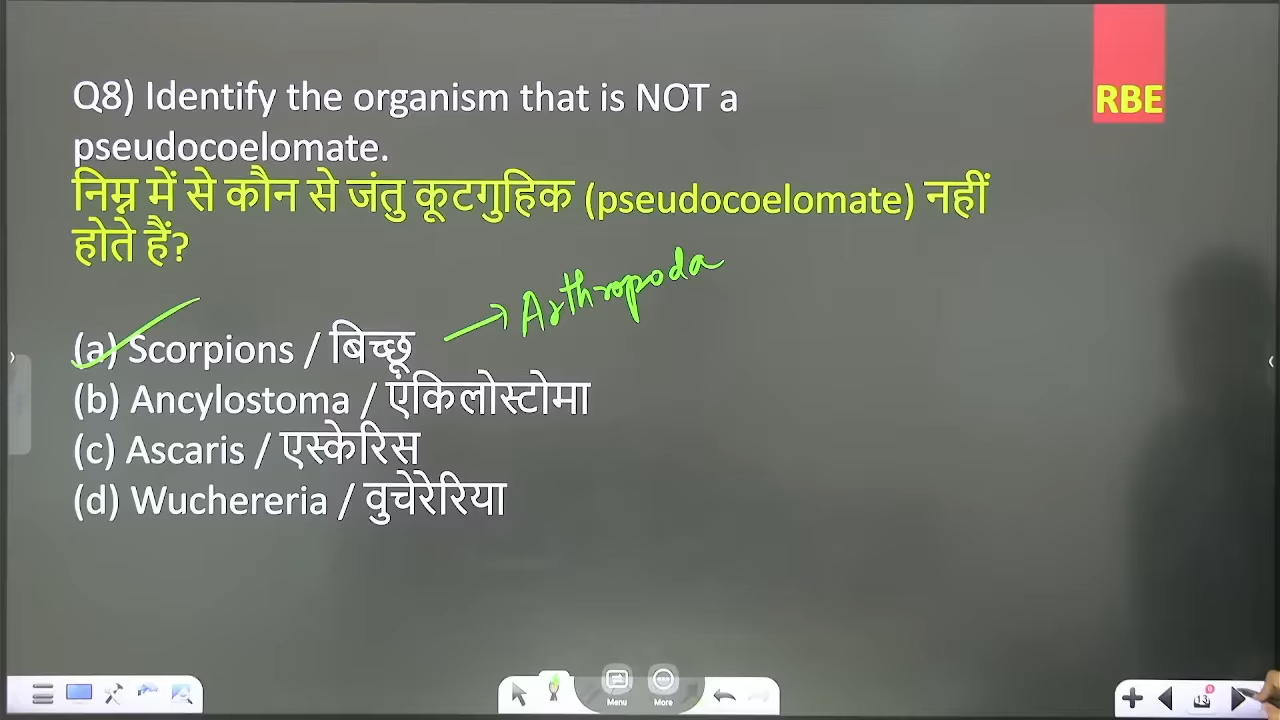 Q8) Identify the organism that is NOT a
pseudocoelomate.
RBE
निम्न में से कौन से जंतु कूटगुहिक (pseudocoelomate) नहीं
होते हैं?
→ Arthropoda
(a) Scorpions / बिच्छू
(b) Ancylostoma / एंकिलोस्टोमा
(c) Ascaris / एस्केरिस
(d) Wuchereria / वुचेरेरिया
Menu
More